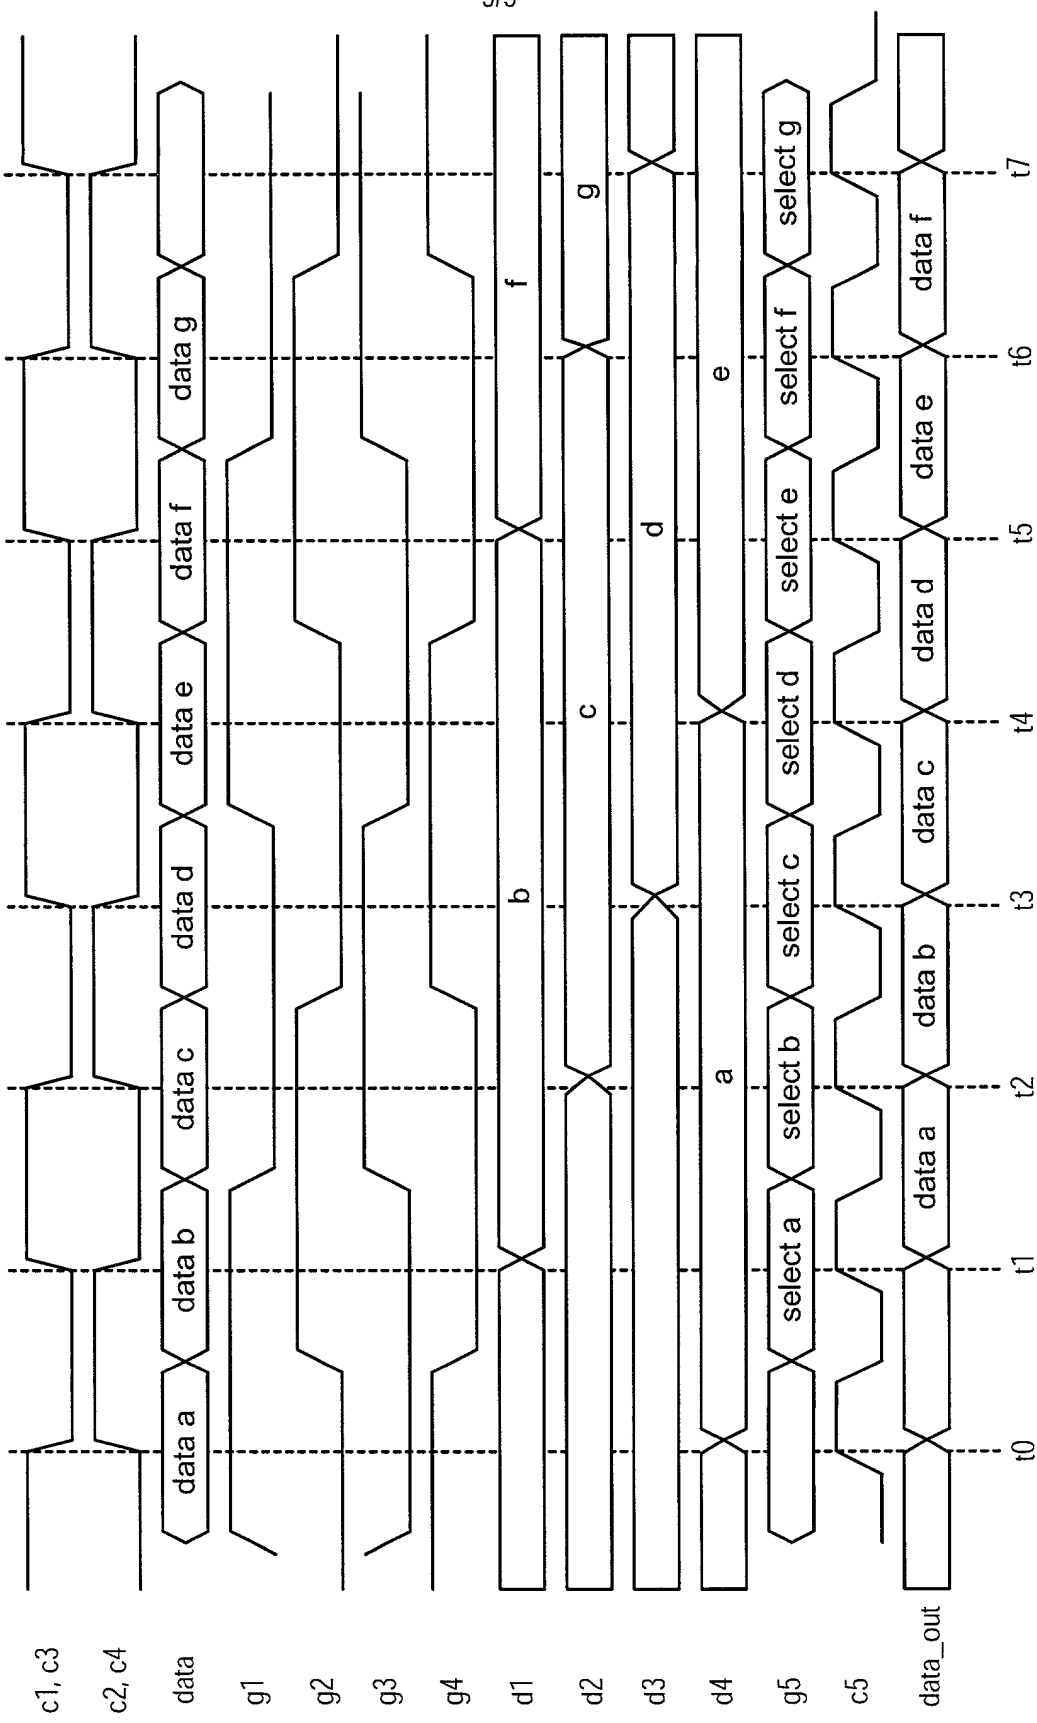 c1, c3
c2, c4
data data a data b data c data d data e data f data g
g1
g2
g3
g4
d1 b f
d2 c g
d3 d
d4 a e
g5 select a select b select c select d select e select f select g
c5
data_out data a data b data c data d data e data f
t0 t1 t2 t3 t4 t5 t6 t7